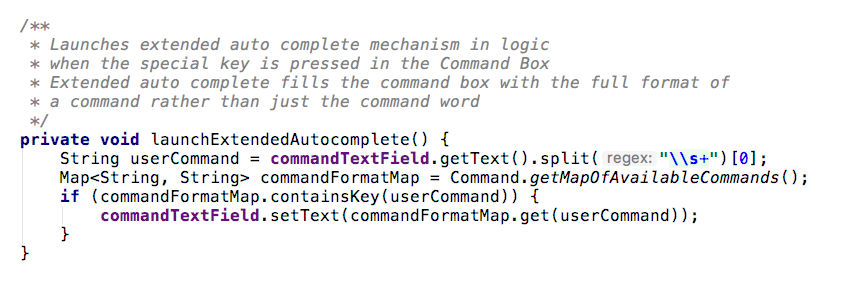 /**
 * Launches extended auto complete mechanism in logic
 * when the special key is pressed in the Command Box
 * Extended auto complete fills the command box with the full format of
 * a command rather than just the command word
 */
private void launchExtendedAutocomplete() {
    String userCommand = commandTextField.getText().split( regex: "\\s+")[0];
    Map<String, String> commandFormatMap = Command.getMapOfAvailableCommands();
    if (commandFormatMap.containsKey(userCommand)) {
        commandTextField.setText(commandFormatMap.get(userCommand));
    }
}